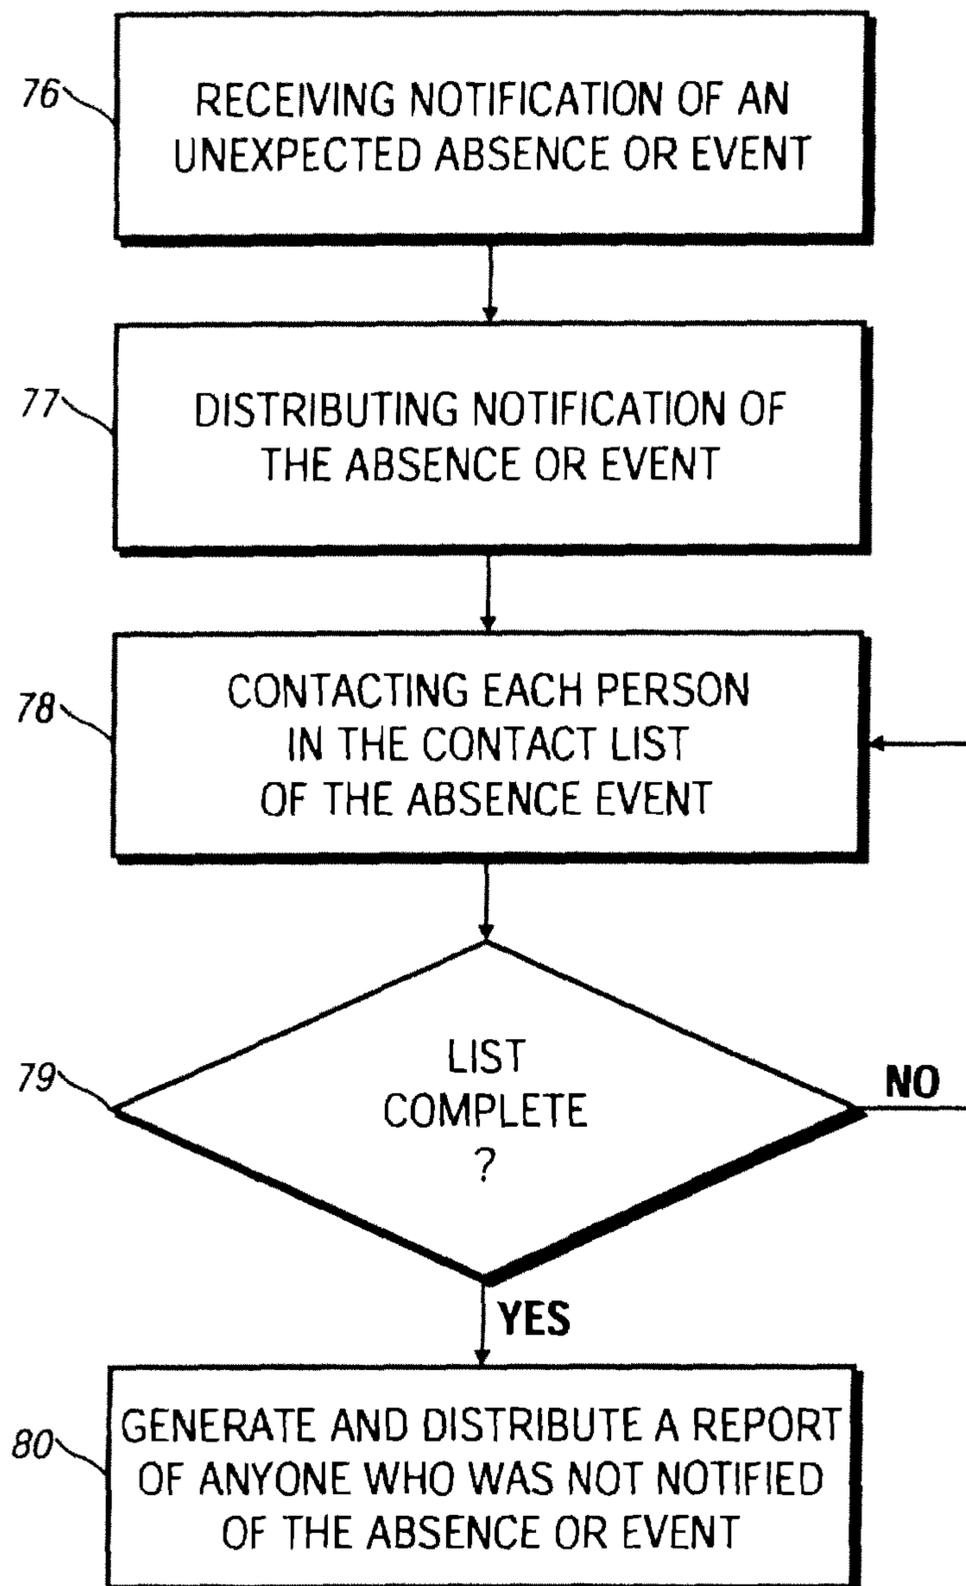 76
RECEIVING NOTIFICATION OF AN
UNEXPECTED ABSENCE OR EVENT
77
DISTRIBUTING NOTIFICATION OF
THE ABSENCE OR EVENT
78
CONTACTING EACH PERSON
IN THE CONTACT LIST
OF THE ABSENCE EVENT
79
LIST
COMPLETE
?
NO
YES
80
GENERATE AND DISTRIBUTE A REPORT
OF ANYONE WHO WAS NOT NOTIFIED
OF THE ABSENCE OR EVENT